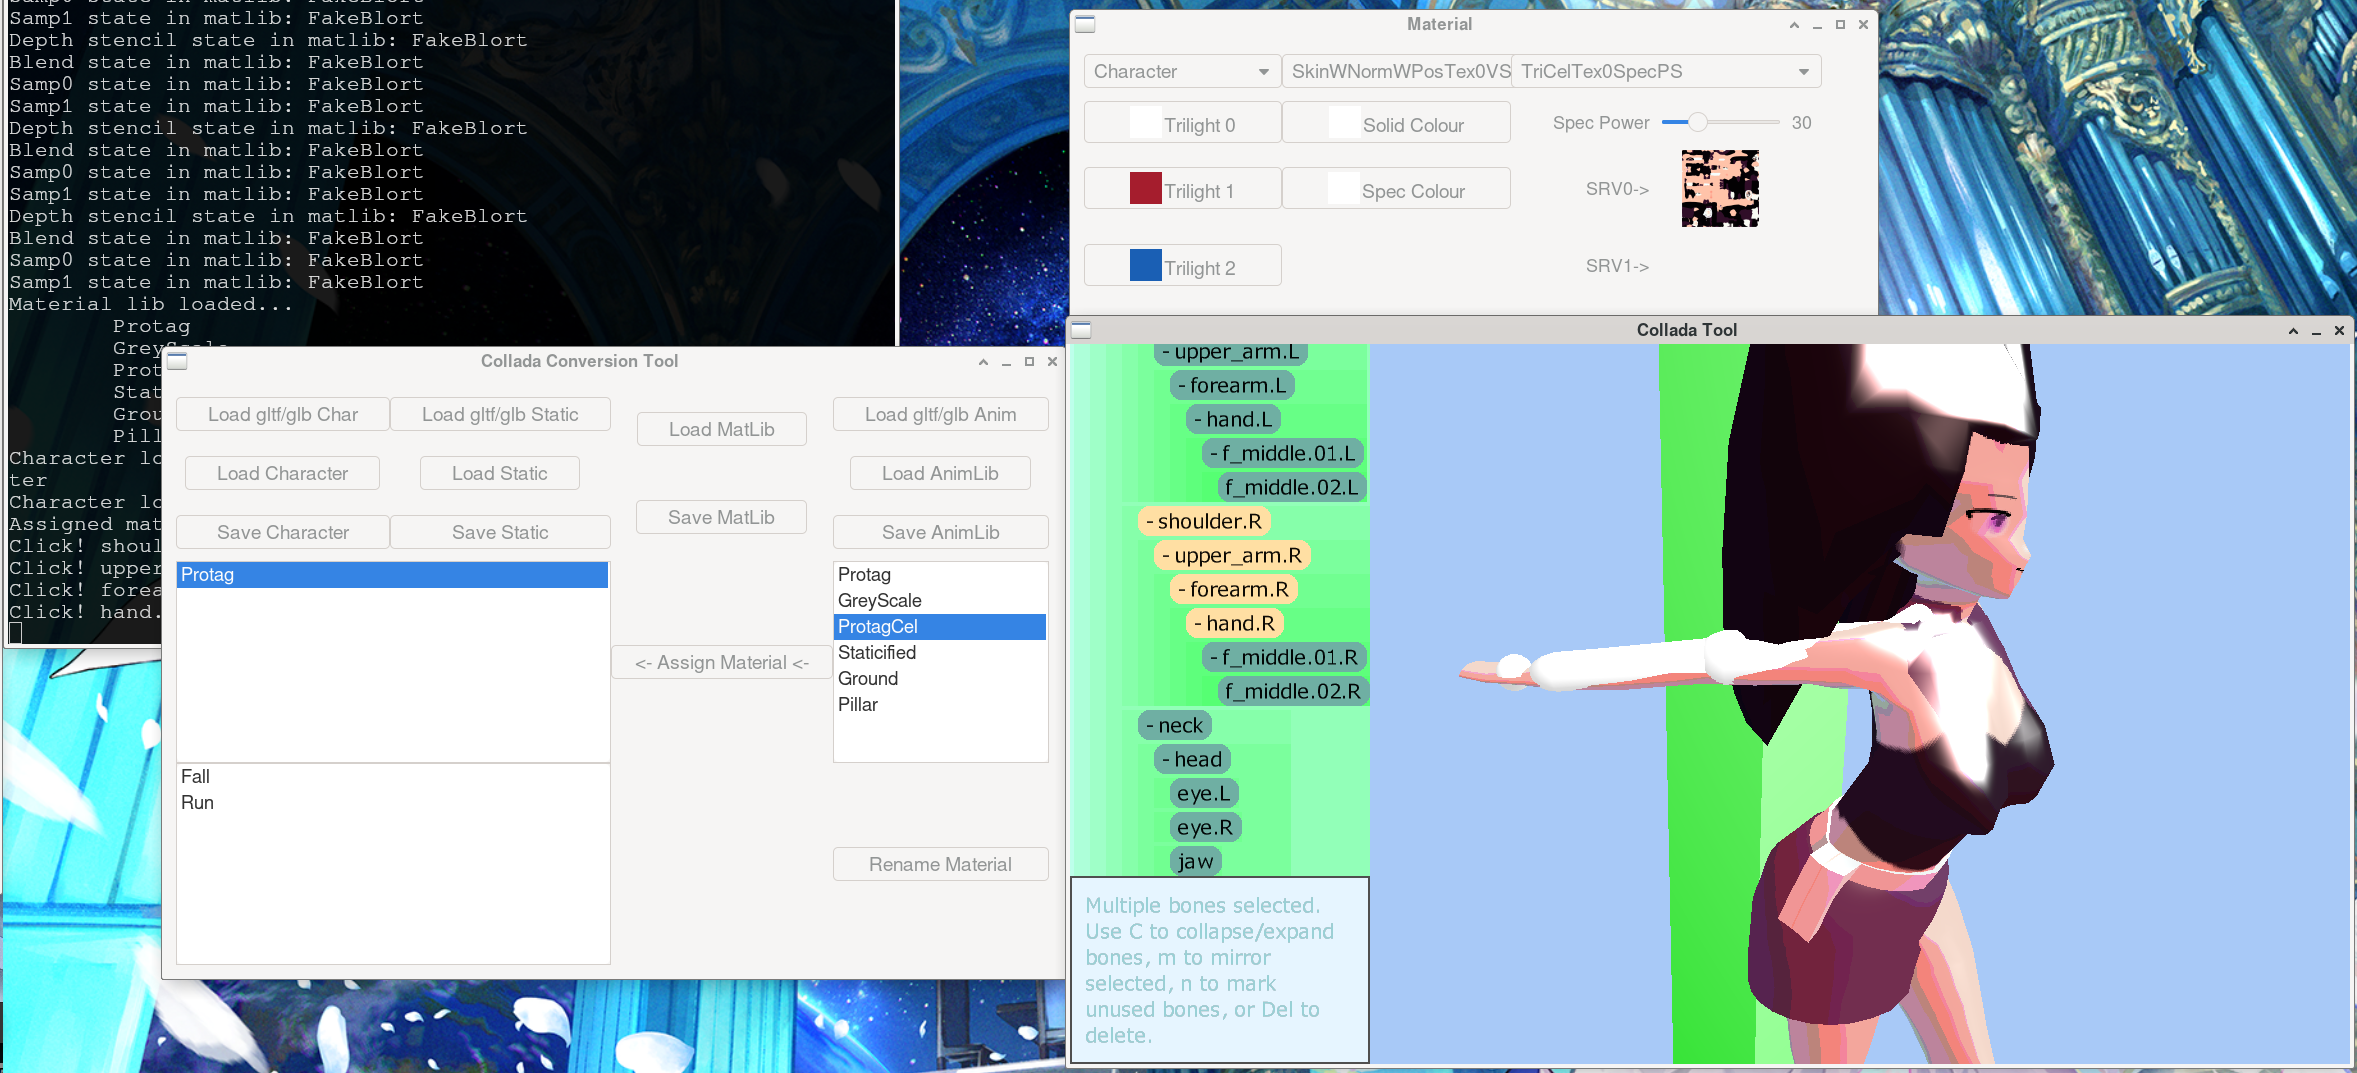 Samp1 state in matlib: FakeBlort
Depth stencil state in matlib: FakeBlort
Blend state in matlib: FakeBlort
Samp0 state in matlib: FakeBlort
Samp1 state in matlib: FakeBlort
Depth stencil state in matlib: FakeBlort
Blend state in matlib: FakeBlort
Samp0 state in matlib: FakeBlort
Samp1 state in matlib: FakeBlort
Depth stencil state in matlib: FakeBlort
Blend state in matlib: FakeBlort
Samp0 state in matlib: FakeBlort
Samp1 state in matlib: FakeBlort
Material lib loaded...
Protag
GreyScale
Prot
Stat
Grou
Pill
Character lo
ter
Character lo
Assigned mat
Click! shoul
Click! upper
Click! forea
Click! hand.
Collada Conversion Tool
Load gltf/glb Char
Load gltf/glb Static
Load MatLib
Load gltf/glb Anim
Load Character
Load Static
Load AnimLib
Save Character
Save Static
Save MatLib
Save AnimLib
Protag
Fall
Run
<- Assign Material <-
Protag
GreyScale
ProtagCel
Staticified
Ground
Pillar
Rename Material
Material
Character
SkinWNormWPosTex0VS
TriCelTex0SpecPS
Trilight 0
Solid Colour
Spec Power
30
Trilight 1
Spec Colour
SRV0->
Trilight 2
SRV1->
Collada Tool
- upper_arm.L
- forearm.L
- hand.L
- f_middle.01.L
f_middle.02.L
- shoulder.R
- upper_arm.R
- forearm.R
- hand.R
- f_middle.01.R
f_middle.02.R
- neck
- head
eye.L
eye.R
jaw
Multiple bones selected.
Use C to collapse/expand
bones, m to mirror
selected, n to mark
unused bones, or Del to
delete.